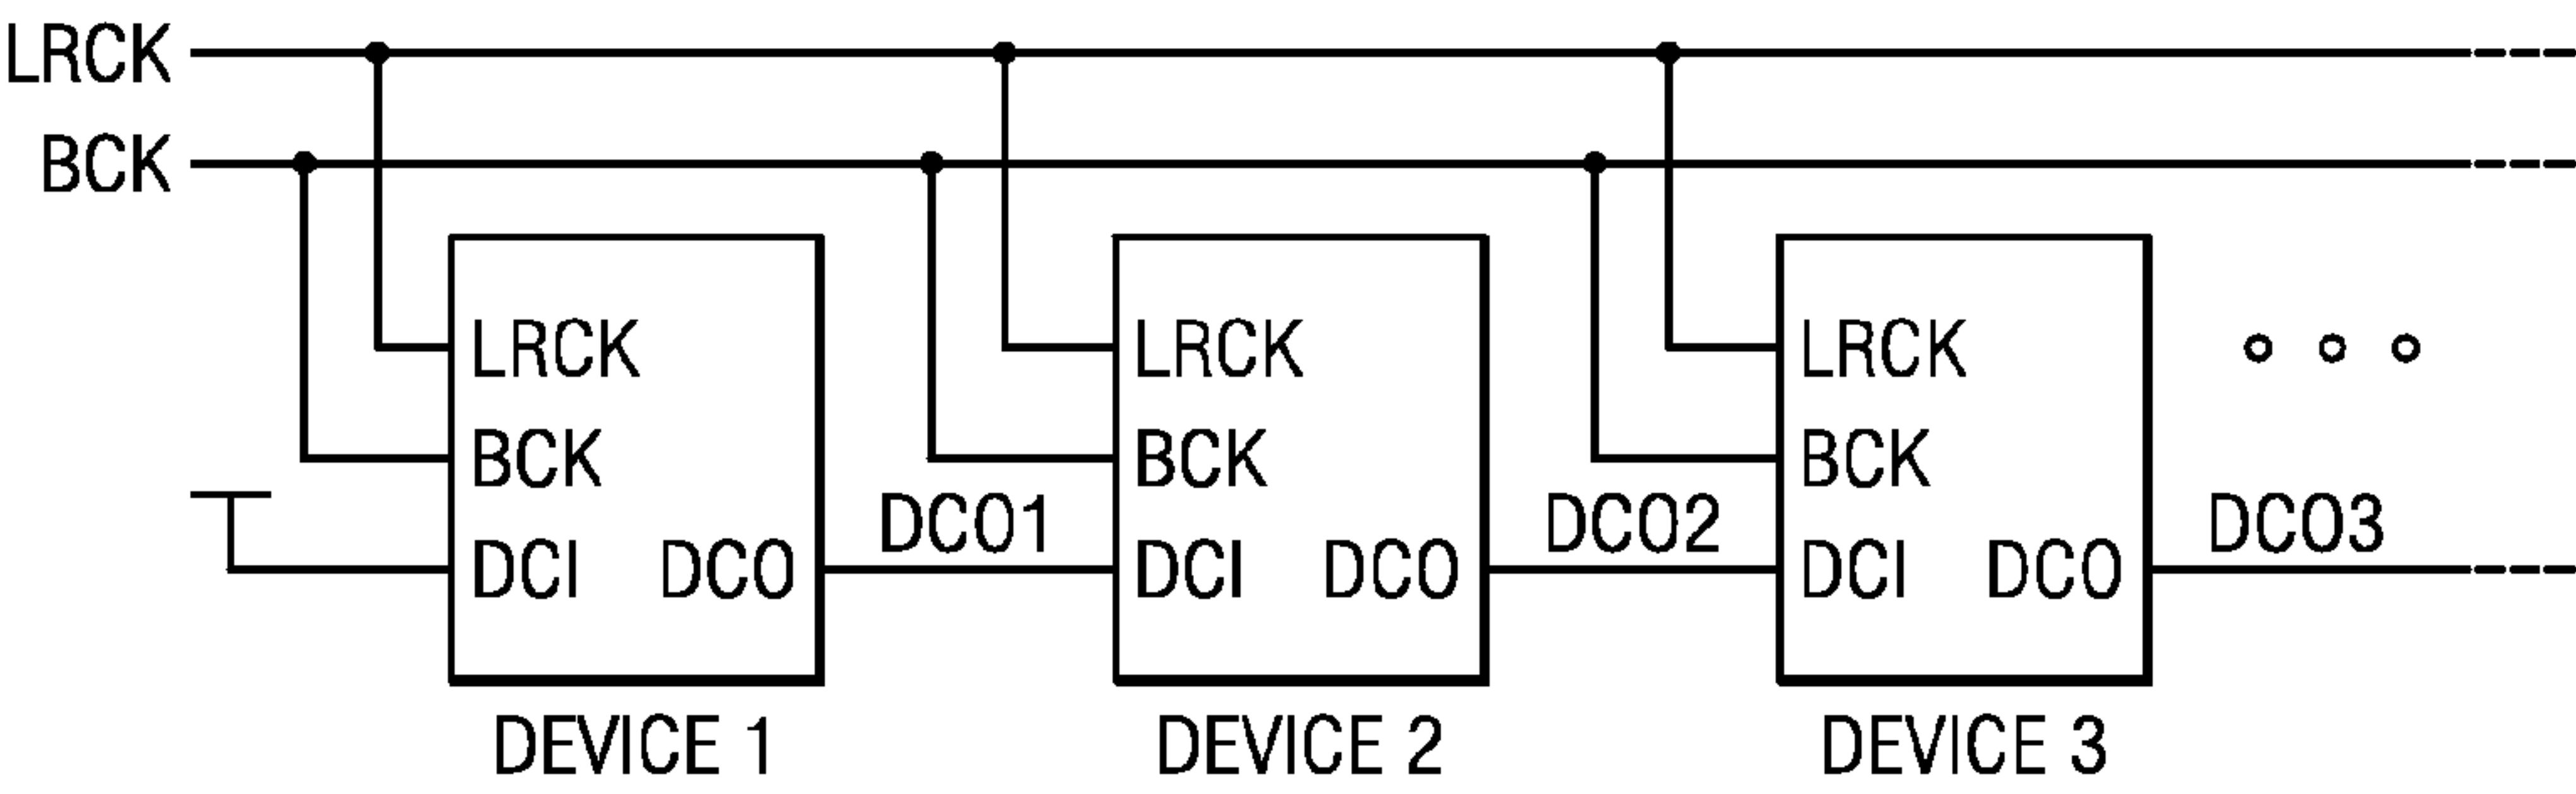 LRCK
BCK
LRCK LRCK LRCK
BCK BCK BCK
DCO1 DCO2 DCO3
DCI DCO DCI DCO DCI DCO
DEVICE 1 DEVICE 2 DEVICE 3